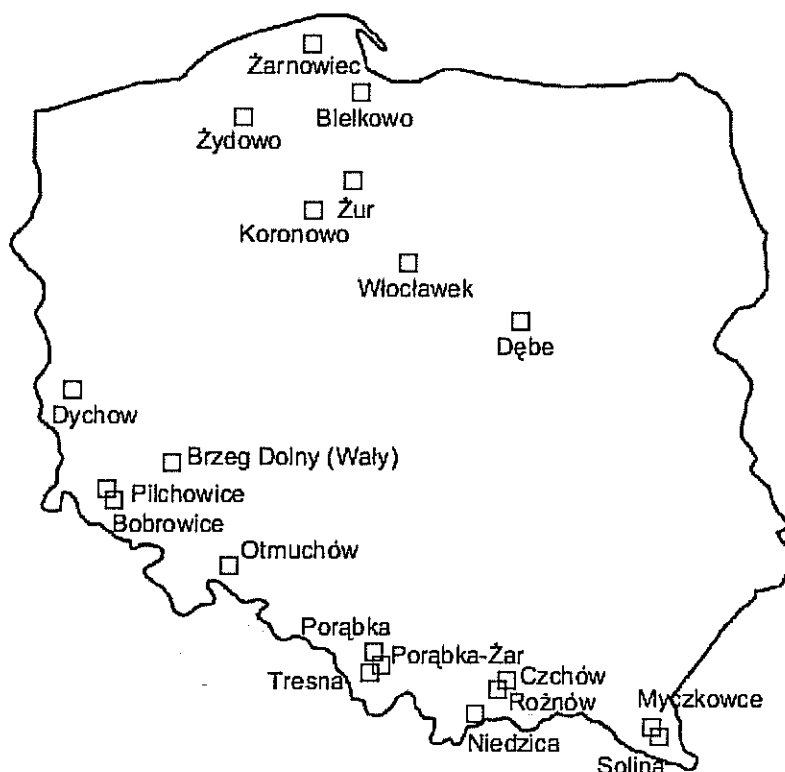 Żarnowiec
Bielkowo
Żydowo
Żur
Koronowo
Włocławek
Dębe
Dychow
Brzeg Dolny (Wały)
Pilchowice
Bobrowice
Otmuchów
Porąbka
Porąbka-Żar
Tresna
Czchów
Rożnów
Niedzica
Myczkowce
Solina